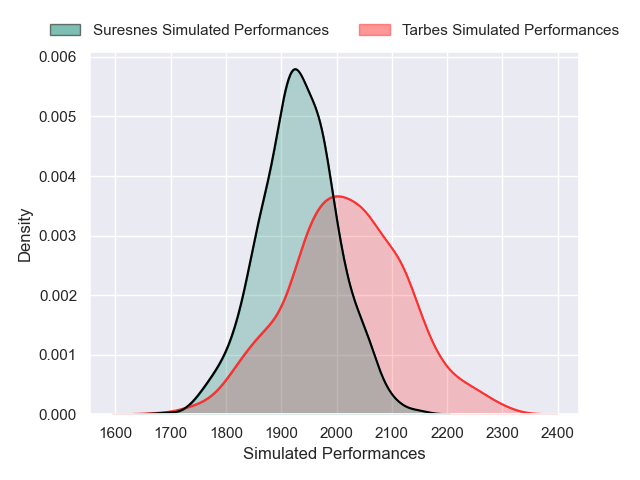 Suresnes Simulated Performances Tarbes Simulated Performances
0.006
0.005
0.004
0.003
0.002
0.001
0.000
Density
1600 1700 1800 1900 2000 2100 2200 2300 2400
Simulated Performances